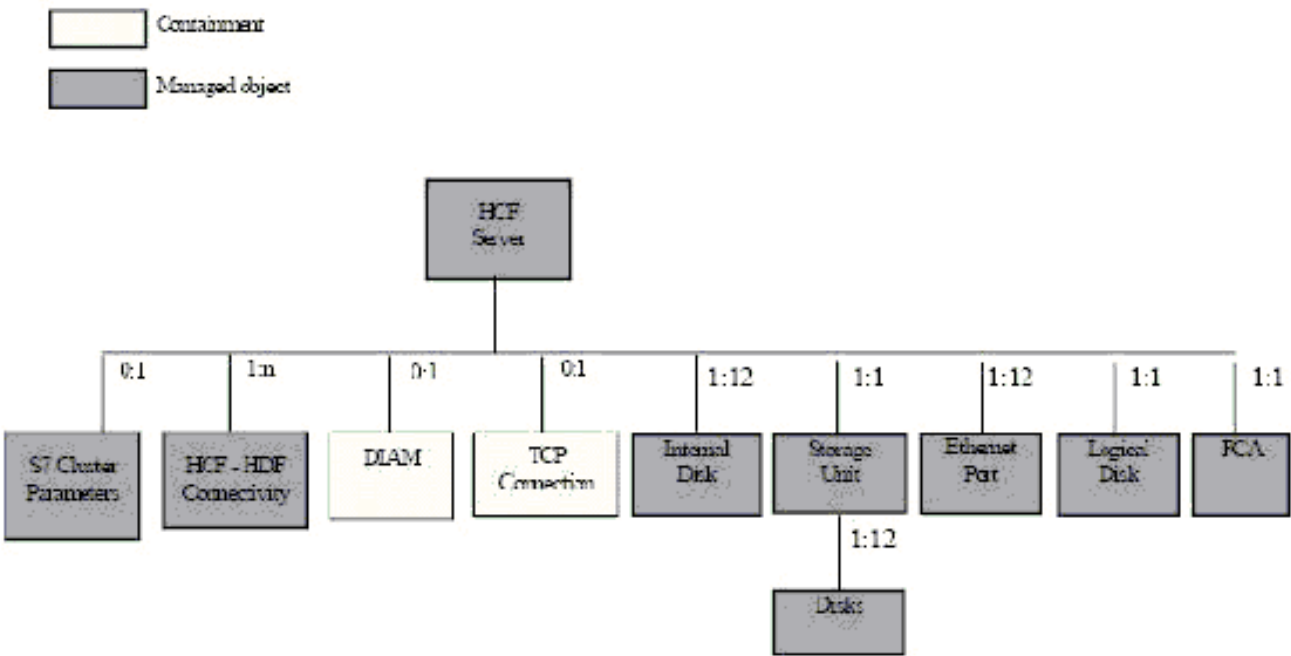 Containment
Managed object
HCF
Server
0:1
1:n
0:1
0:1
1:12
1:1
1:12
1:1
1:1
S7 Cluster
Parameters
HCF - HDF
Connectivity
DIAM
TCP
Connection
Internal
Disk
Storage
Unit
Ethernet
Port
Logical
Disk
FCA
1:12
Disks